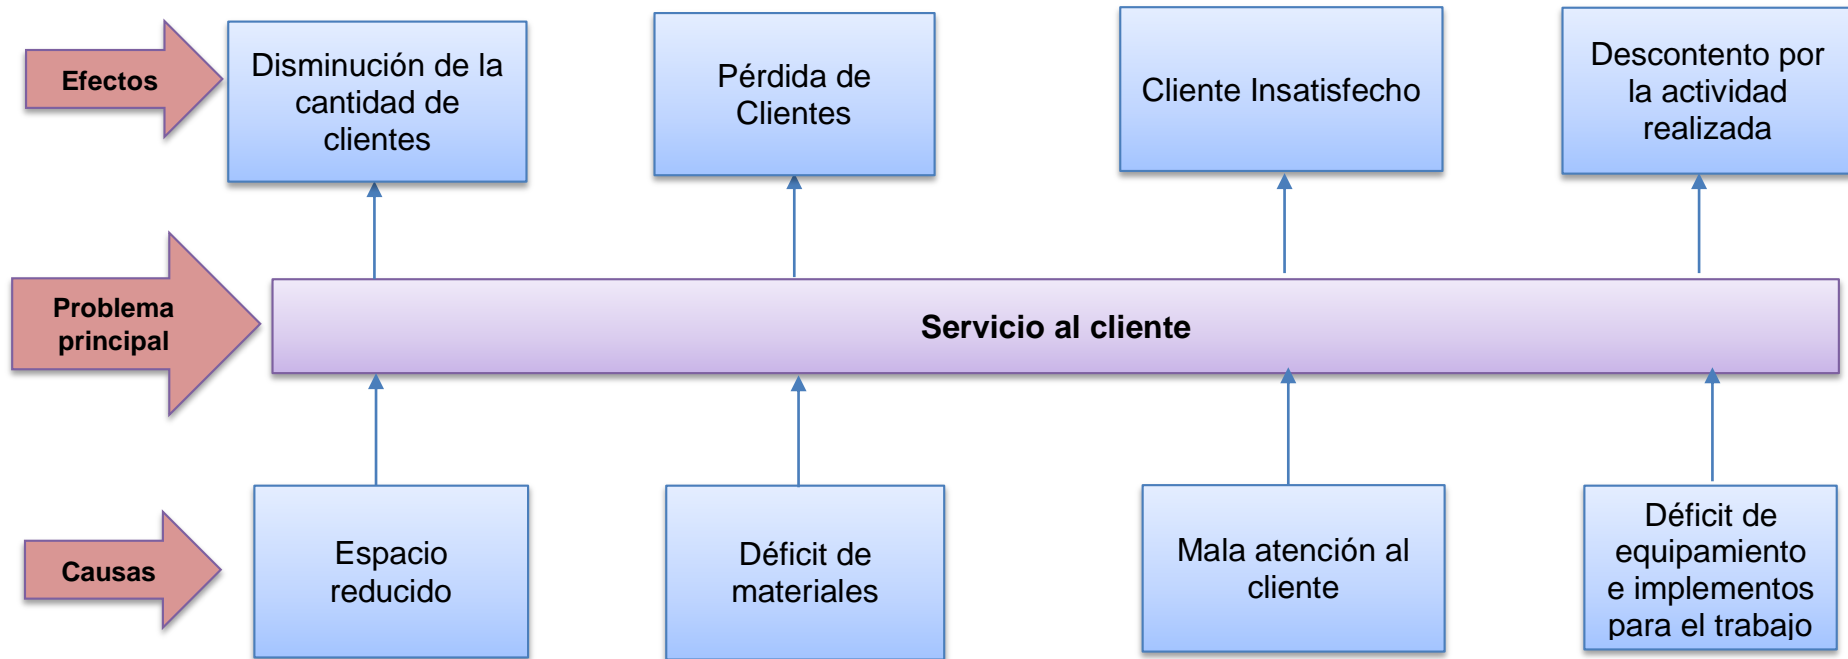 Efectos
Disminución de la
cantidad de
clientes
Pérdida de
Clientes
Cliente Insatisfecho
Descontento por
la actividad
realizada
Problema
principal
Servicio al cliente
Causas
Espacio
reducido
Déficit de
materiales
Mala atención al
cliente
Déficit de
equipamiento
e implementos
para el trabajo